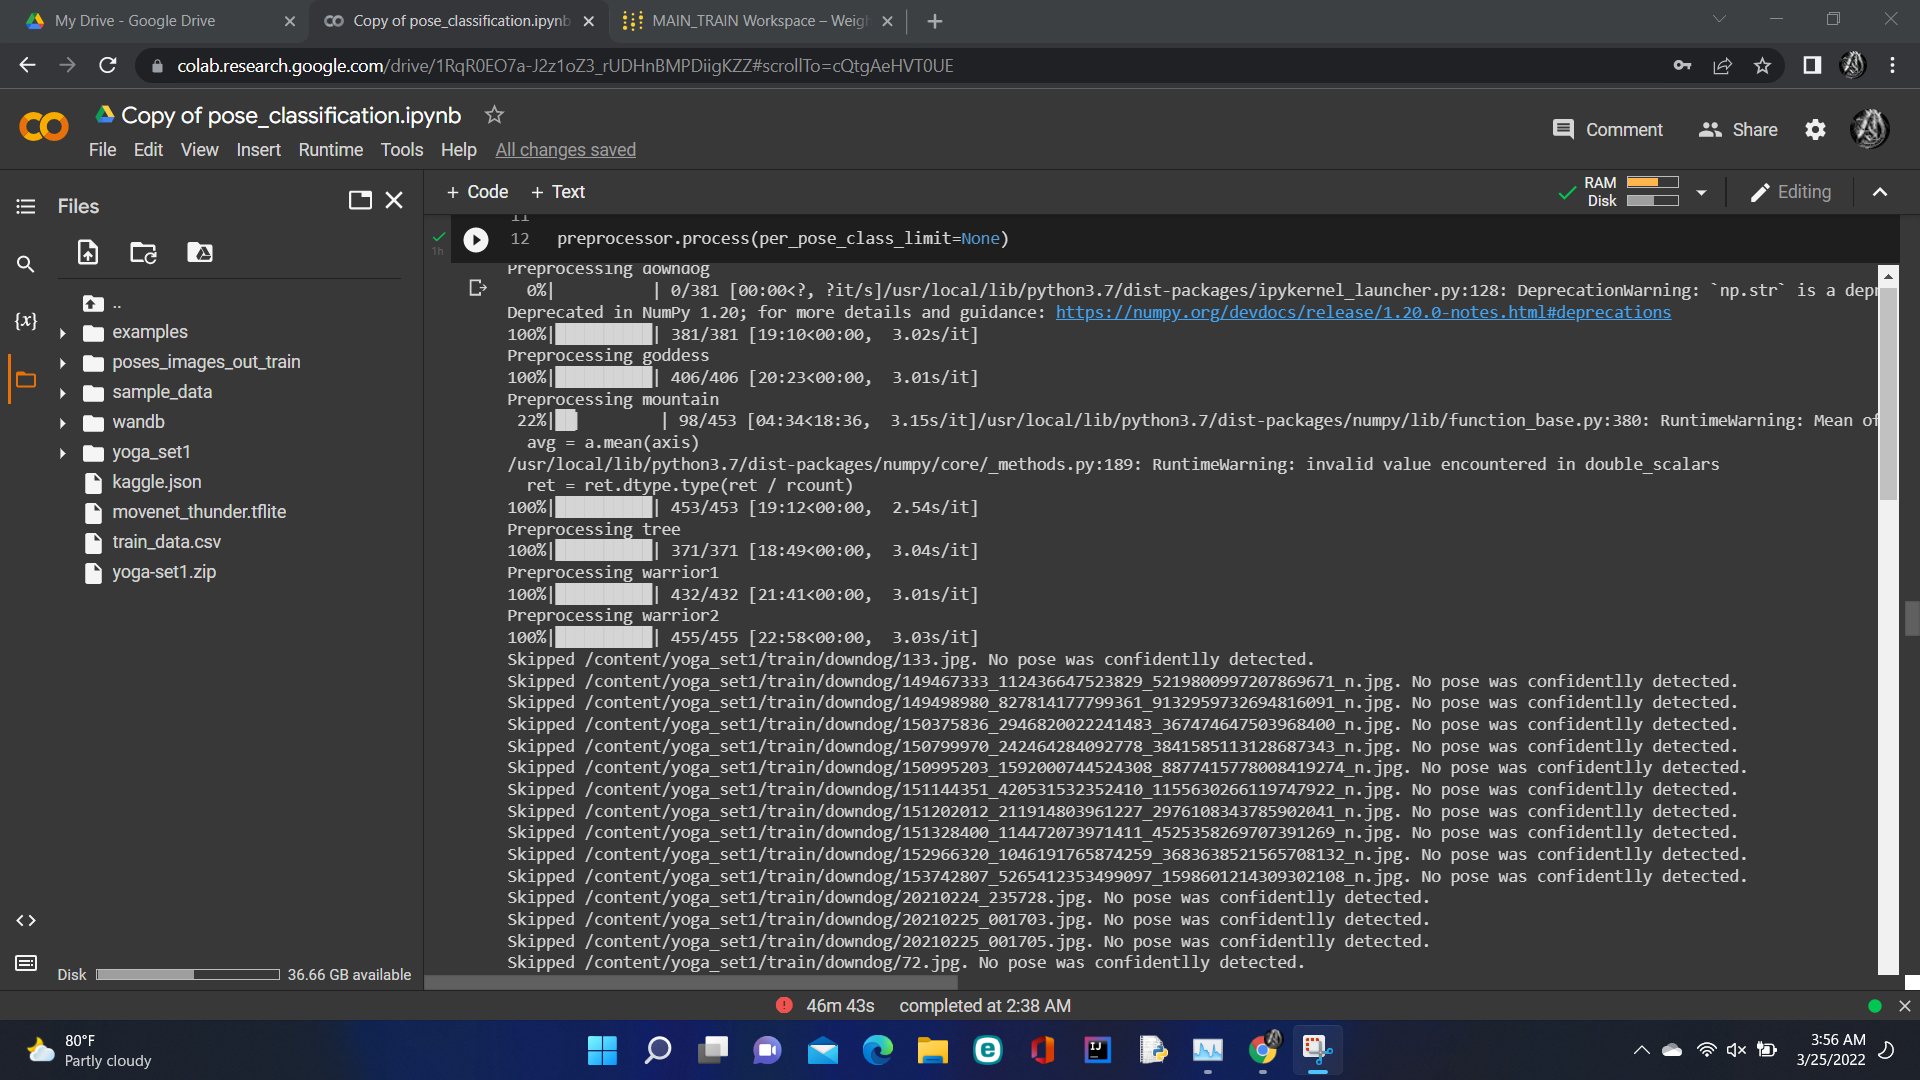 My Drive - Google Drive
Copy of pose_classification.ipynb
MAIN_TRAIN Workspace – Weigh
colab.research.google.com/drive/1RqR0EO7a-J2z1oZ3_rUDHnBMPDiigKZZ#scrollTo=cQtgAeHVT0UE
Copy of pose_classification.ipynb
Comment
Share
File Edit View Insert Runtime Tools Help All changes saved
Files
+ Code + Text
RAM
Disk
Editing
11
1h
12 preprocessor.process(per_pose_class_limit=None)
..
examples
poses_images_out_train
sample_data
wandb
yoga_set1
kaggle.json
movenet_thunder.tflite
train_data.csv
yoga-set1.zip
{x}
Preprocessing downdog
0%| | 0/381 [00:00<?, ?it/s]/usr/local/lib/python3.7/dist-packages/ipykernel_launcher.py:128: DeprecationWarning: `np.str` is a depr
Deprecated in NumPy 1.20; for more details and guidance: https://numpy.org/devdocs/release/1.20.0-notes.html#deprecations
100%|██████████| 381/381 [19:10<00:00, 3.02s/it]
Preprocessing goddess
100%|██████████| 406/406 [20:23<00:00, 3.01s/it]
Preprocessing mountain
22%|██ | 98/453 [04:34<18:36, 3.15s/it]/usr/local/lib/python3.7/dist-packages/numpy/lib/function_base.py:380: RuntimeWarning: Mean of
avg = a.mean(axis)
/usr/local/lib/python3.7/dist-packages/numpy/core/_methods.py:189: RuntimeWarning: invalid value encountered in double_scalars
ret = ret.dtype.type(ret / rcount)
100%|██████████| 453/453 [19:12<00:00, 2.54s/it]
Preprocessing tree
100%|██████████| 371/371 [18:49<00:00, 3.04s/it]
Preprocessing warrior1
100%|██████████| 432/432 [21:41<00:00, 3.01s/it]
Preprocessing warrior2
100%|██████████| 455/455 [22:58<00:00, 3.03s/it]
Skipped /content/yoga_set1/train/downdog/133.jpg. No pose was confidentlly detected.
Skipped /content/yoga_set1/train/downdog/149467333_112436647523829_5219800997207869671_n.jpg. No pose was confidentlly detected.
Skipped /content/yoga_set1/train/downdog/149498980_827814177799361_9132959732694816091_n.jpg. No pose was confidentlly detected.
Skipped /content/yoga_set1/train/downdog/150375836_2946820022241483_367474647503968400_n.jpg. No pose was confidentlly detected.
Skipped /content/yoga_set1/train/downdog/150799970_242464284092778_3841585113128687343_n.jpg. No pose was confidentlly detected.
Skipped /content/yoga_set1/train/downdog/150995203_1592000744524308_8877415778008419274_n.jpg. No pose was confidentlly detected.
Skipped /content/yoga_set1/train/downdog/151144351_420531532352410_1155630266119747922_n.jpg. No pose was confidentlly detected.
Skipped /content/yoga_set1/train/downdog/151202012_211914803961227_2976108343785902041_n.jpg. No pose was confidentlly detected.
Skipped /content/yoga_set1/train/downdog/151328400_114472073971411_4525358269707391269_n.jpg. No pose was confidentlly detected.
Skipped /content/yoga_set1/train/downdog/152966320_1046191765874259_3683638521565708132_n.jpg. No pose was confidentlly detected.
Skipped /content/yoga_set1/train/downdog/153742807_5265412353499097_1598601214309302108_n.jpg. No pose was confidentlly detected.
Skipped /content/yoga_set1/train/downdog/20210224_235728.jpg. No pose was confidentlly detected.
Skipped /content/yoga_set1/train/downdog/20210225_001703.jpg. No pose was confidentlly detected.
Skipped /content/yoga_set1/train/downdog/20210225_001705.jpg. No pose was confidentlly detected.
Skipped /content/yoga_set1/train/downdog/72.jpg. No pose was confidentlly detected.
Disk 36.66 GB available
46m 43s completed at 2:38 AM
80°F
Partly cloudy
3:56 AM
3/25/2022